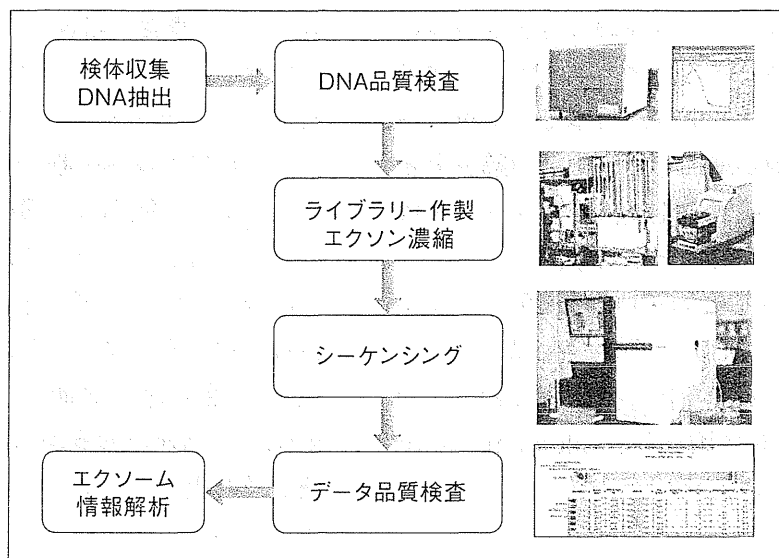 検体収集
DNA抽出
DNA品質検査
ライブラリー作製
エクソン濃縮
シーケンシング
データ品質検査
エクソーム
情報解析